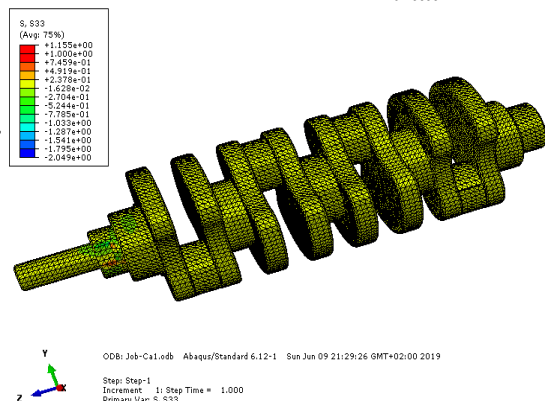 S, S33
(Avg: 75%)
+1.155e+00
+1.000e+00
+7.459e-01
+4.919e-01
+2.378e-01
-1.628e-02
-2.704e-01
-5.244e-01
-7.785e-01
-1.033e+00
-1.287e+00
-1.541e+00
-1.795e+00
-2.049e+00
Y
Z
X
ODB: Job-Ca1.odb Abaqus/Standard 6.12-1 Sun Jun 09 21:29:26 GMT+02:00 2019
Step: Step-1
Increment 1: Step Time = 1.000
Primary Var: S, S33